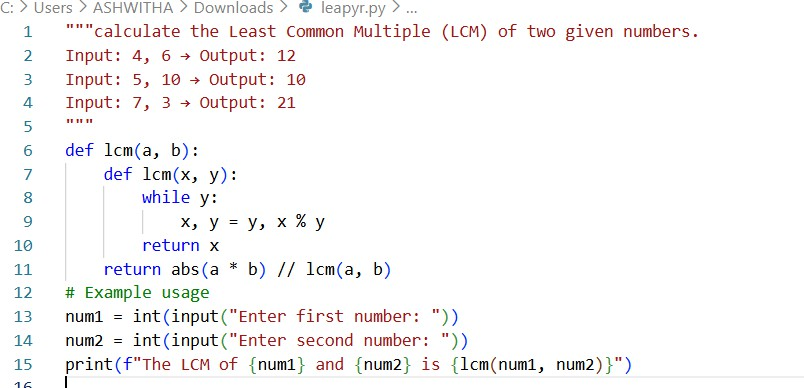 C: > Users > ASHWITHA > Downloads > leapyr.py > ...
1 """calculate the Least Common Multiple (LCM) of two given numbers.
2 Input: 4, 6 → Output: 12
3 Input: 5, 10 → Output: 10
4 Input: 7, 3 → Output: 21
5 """
6 def lcm(a, b):
7     def lcm(x, y):
8         while y:
9             x, y = y, x % y
10         return x
11     return abs(a * b) // lcm(a, b)
12 # Example usage
13 num1 = int(input("Enter first number: "))
14 num2 = int(input("Enter second number: "))
15 print(f"The LCM of {num1} and {num2} is {lcm(num1, num2)}")
16